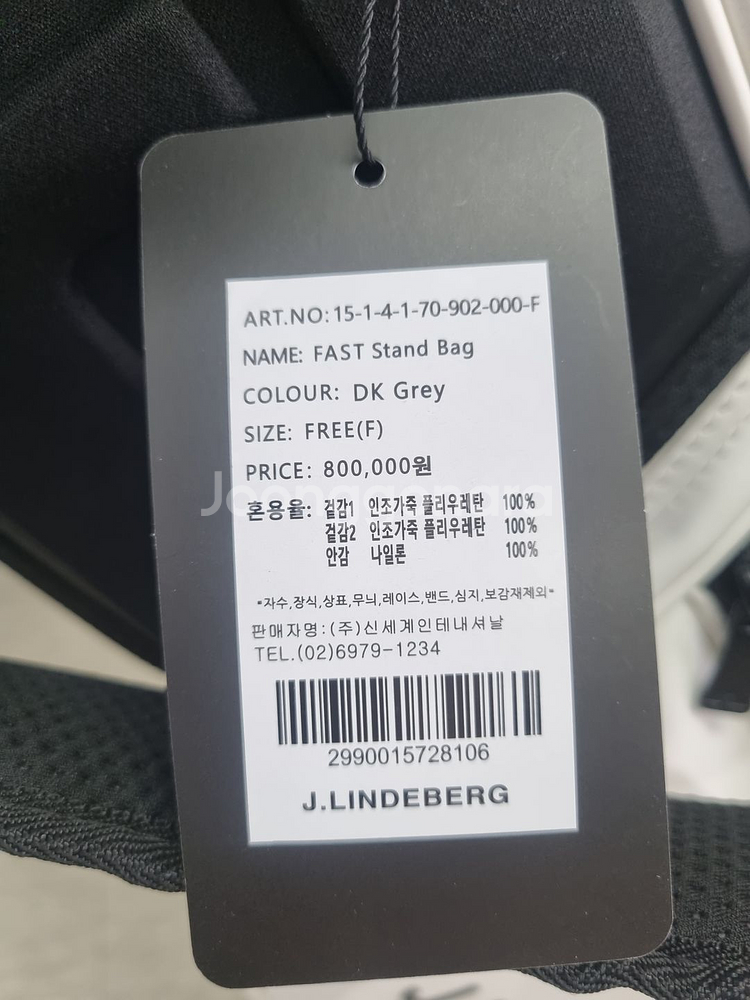 ART.NO: 15-1-4-1-70-902-000-F
NAME: FAST Stand Bag
COLOUR: DK Grey
SIZE: FREE(F)
PRICE: 800,000원
Joonggonara
혼용율: 겉감1 인조가죽 플리우레탄 100%
겉감2 인조가죽 플리우레탄 100%
안감 나일론 100%
*자수,장식,상표,무늬,레이스,밴드,심지,보강재제외*
판매자명:(주)신세계인테내셔날
TEL.(02)6979-1234
2990015728106
J.LINDEBERG